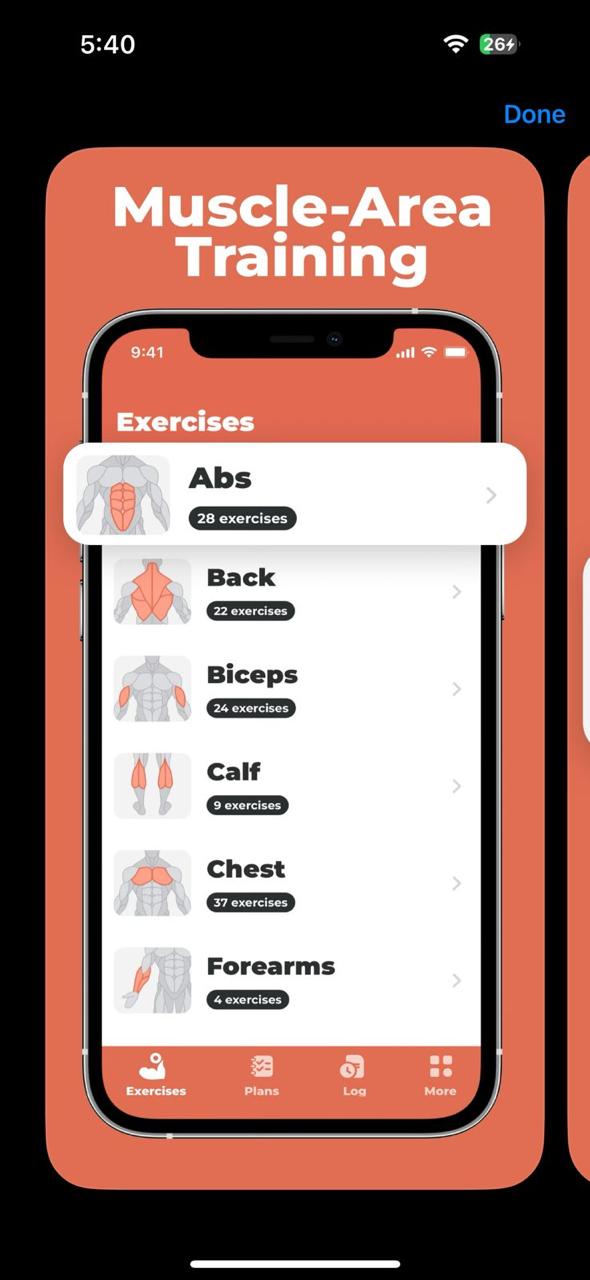 5:40
26
Done
Muscle-Area
Training
9:41
Exercises
Abs
28 exercises
Back
22 exercises
Biceps
24 exercises
Calf
9 exercises
Chest
37 exercises
Forearms
4 exercises
Exercises Plans Log More